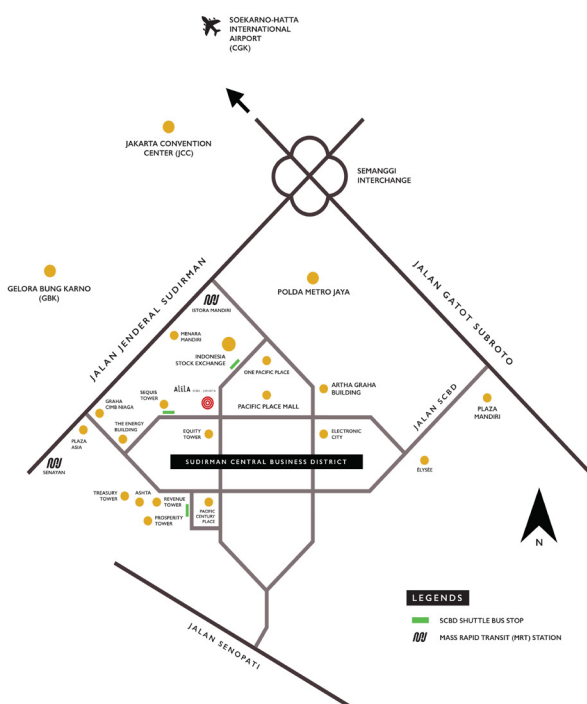 SOEKARNO-HATTA
INTERNATIONAL
AIRPORT
(CGK)
JAKARTA CONVENTION
CENTER (JCC)
SEMANGGI
INTERCHANGE
GELORA BUNG KARNO
(GBK)
JALAN JENDERAL SUDIRMAN
POLDA METRO JAYA
JALAN GATOT SUBROTO
ISTORA MANDIRI
MENARA
MANDIRI
INDONESIA
STOCK EXCHANGE
ONE PACIFIC PLACE
ALILA SCBD JAKARTA
SEQUIS
TOWER
PACIFIC PLACE MALL
ARTHA GRAHA
BUILDING
JALAN SCBD
PLAZA
MANDIRI
GRAHA
CIMB NIAGA
THE ENERGY
BUILDING
PLAZA
ASIA
EQUITY
TOWER
ELECTRONIC
CITY
SENAYAN
SUDIRMAN CENTRAL BUSINESS DISTRICT
ÉLYSÉE
TREASURY
TOWER
ASHTA
REVENUE
TOWER
PROSPERITY
TOWER
PACIFIC
CENTURY
PLACE
N
JALAN SENOPATI
LEGENDS
SCBD SHUTTLE BUS STOP
MASS RAPID TRANSIT (MRT) STATION